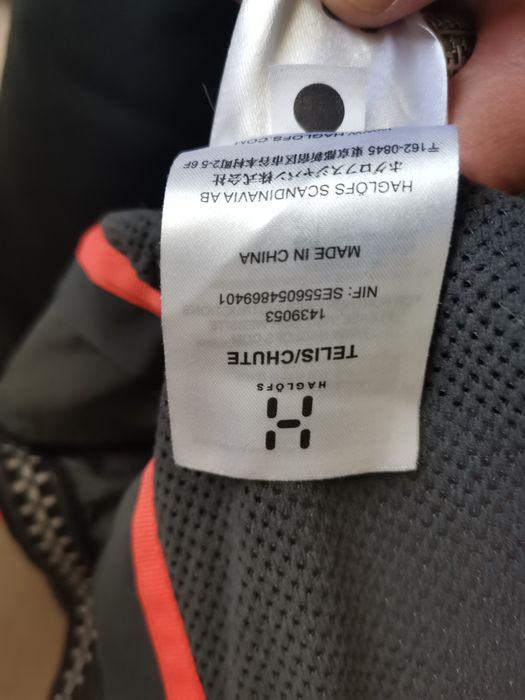 HAGLÖFS
TELIS/CHUTE
1439053
NIF: SE556054869401
MADE IN CHINA
HAGLÖFS SCANDINAVIA AB
ホグロフスジャパン株式会社
〒162-0845 東京都新宿区市谷本村町2-5 6F
WWW.HAGLOFS.COM